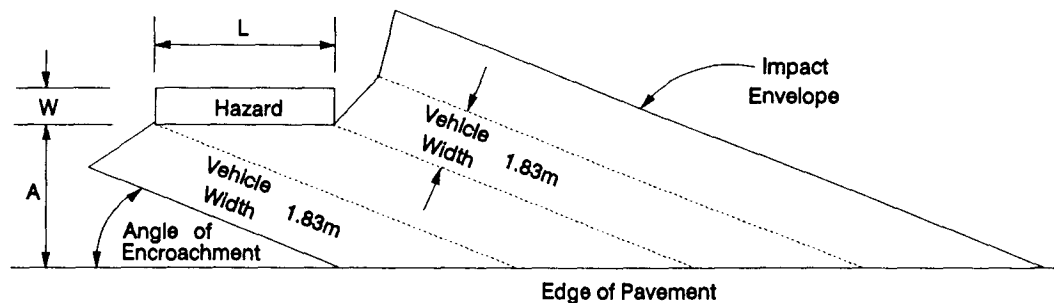 L
W
Hazard
A
Vehicle
Width 1.83m
Vehicle
Width 1.83m
Impact
Envelope
Angle of
Encroachment
Edge of Pavement